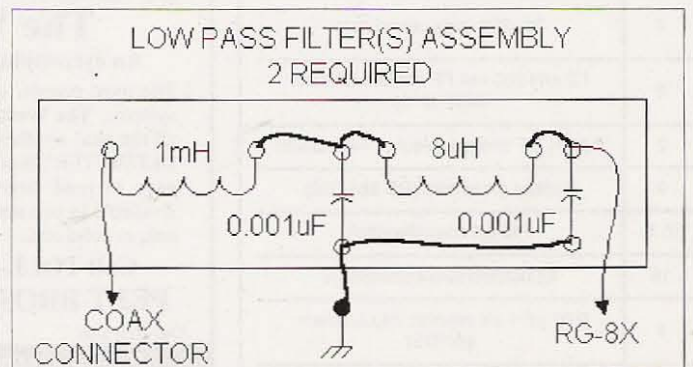 LOW PASS FILTER(S) ASSEMBLY
2 REQUIRED
1mH
8uH
0.001uF
0.001uF
COAX
CONNECTOR
RG-8X